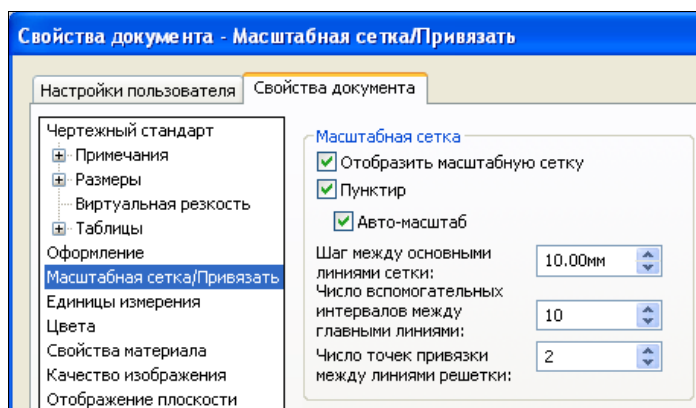 Свойства документа - Масштабная сетка/Привязать
Настройки пользователя
Свойства документа
Чертежный стандарт
Примечания
Размеры
Виртуальная резкость
Таблицы
Оформление
Масштабная сетка/Привязать
Единицы измерения
Цвета
Свойства материала
Качество изображения
Отображение плоскости
Масштабная сетка
Отобразить масштабную сетку
Пунктир
Авто-масштаб
Шаг между основными
линиями сетки:
10.00мм
Число вспомогательных
интервалов между
главными линиями:
10
Число точек привязки
между линиями решетки:
2